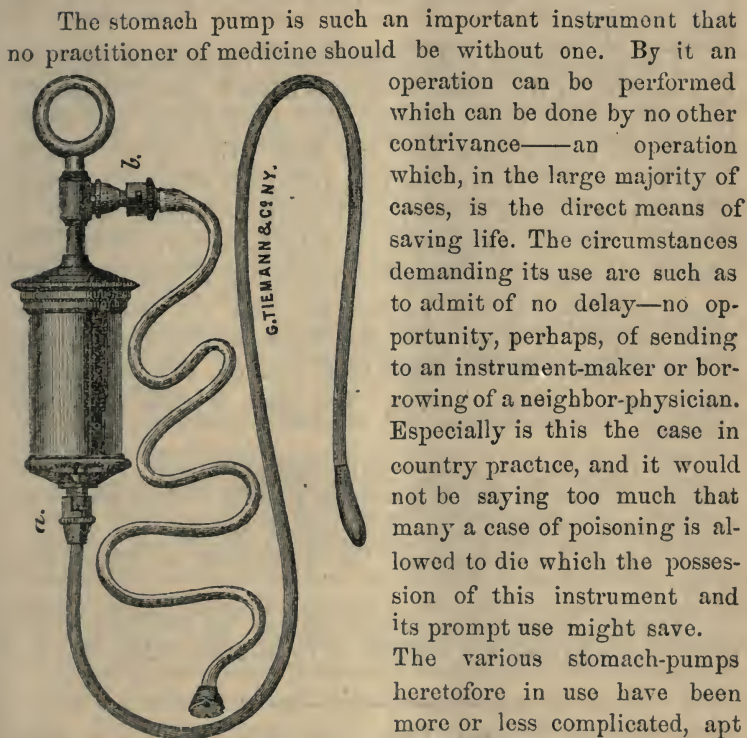 The stomach pump is such an important instrument that
no practitioner of medicine should be without one. By it an
operation can be performed
which can be done by no other
contrivance——an operation
which, in the large majority of
cases, is the direct means of
saving life. The circumstances
demanding its use are such as
to admit of no delay—no op-
portunity, perhaps, of sending
to an instrument-maker or bor-
rowing of a neighbor-physician.
Especially is this the case in
country practice, and it would
not be saying too much that
many a case of poisoning is al-
lowed to die which the posses-
sion of this instrument and
its prompt use might save.
The various stomach-pumps
heretofore in use have been
more or less complicated, apt
b.
G.TIEMANN & Co NY.
a.